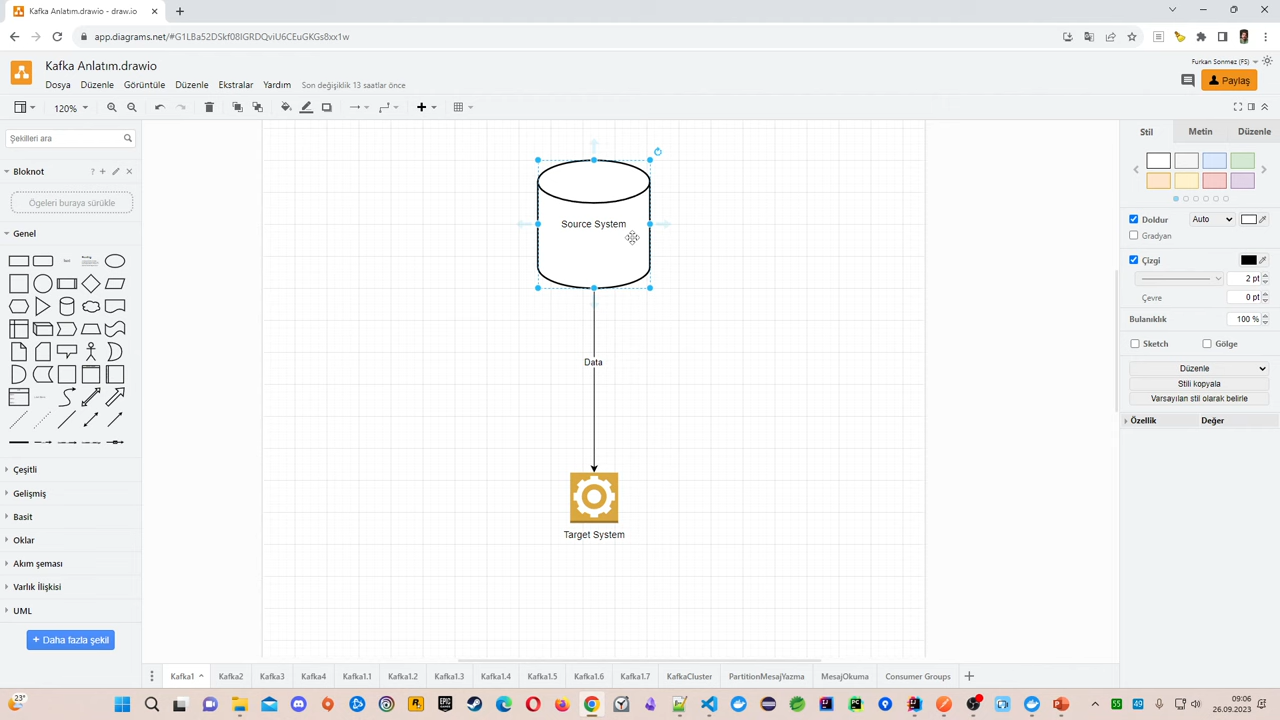 Kafka Anlatım.drawio - draw.io
app.diagrams.net/#G1LBa52DSkf08IGRDQviU6CEuGKGs8xx1w
Furkan Sonmez (FS)
Kafka Anlatım.drawio
Dosya Düzenle Görüntüle Düzenle Ekstralar Yardım Son değişiklik 13 saatlar önce
Paylaş
120%
Şekilleri ara
Bloknot
Ögeleri buraya sürükle
Genel
Text
Heading
Çeşitli
Gelişmiş
Basit
Oklar
Akım şeması
Varlık İlişkisi
UML
+ Daha fazla şekil
Source System
Data
Target System
Stil Metin Düzenle
Doldur Auto
Gradyan
Çizgi
2 pt
Çevre 0 pt
Bulanıklık 100 %
Sketch Gölge
Düzenle
Stili kopyala
Varsayılan stil olarak belirle
Özellik Değer
Kafka1 Kafka2 Kafka3 Kafka4 Kafka1.1 Kafka1.2 Kafka1.3 Kafka1.4 Kafka1.5 Kafka1.6 Kafka1.7 KafkaCluster PartitionMesajYazma MesajOkuma Consumer Groups
23°
55 49
09:06
26.09.2023